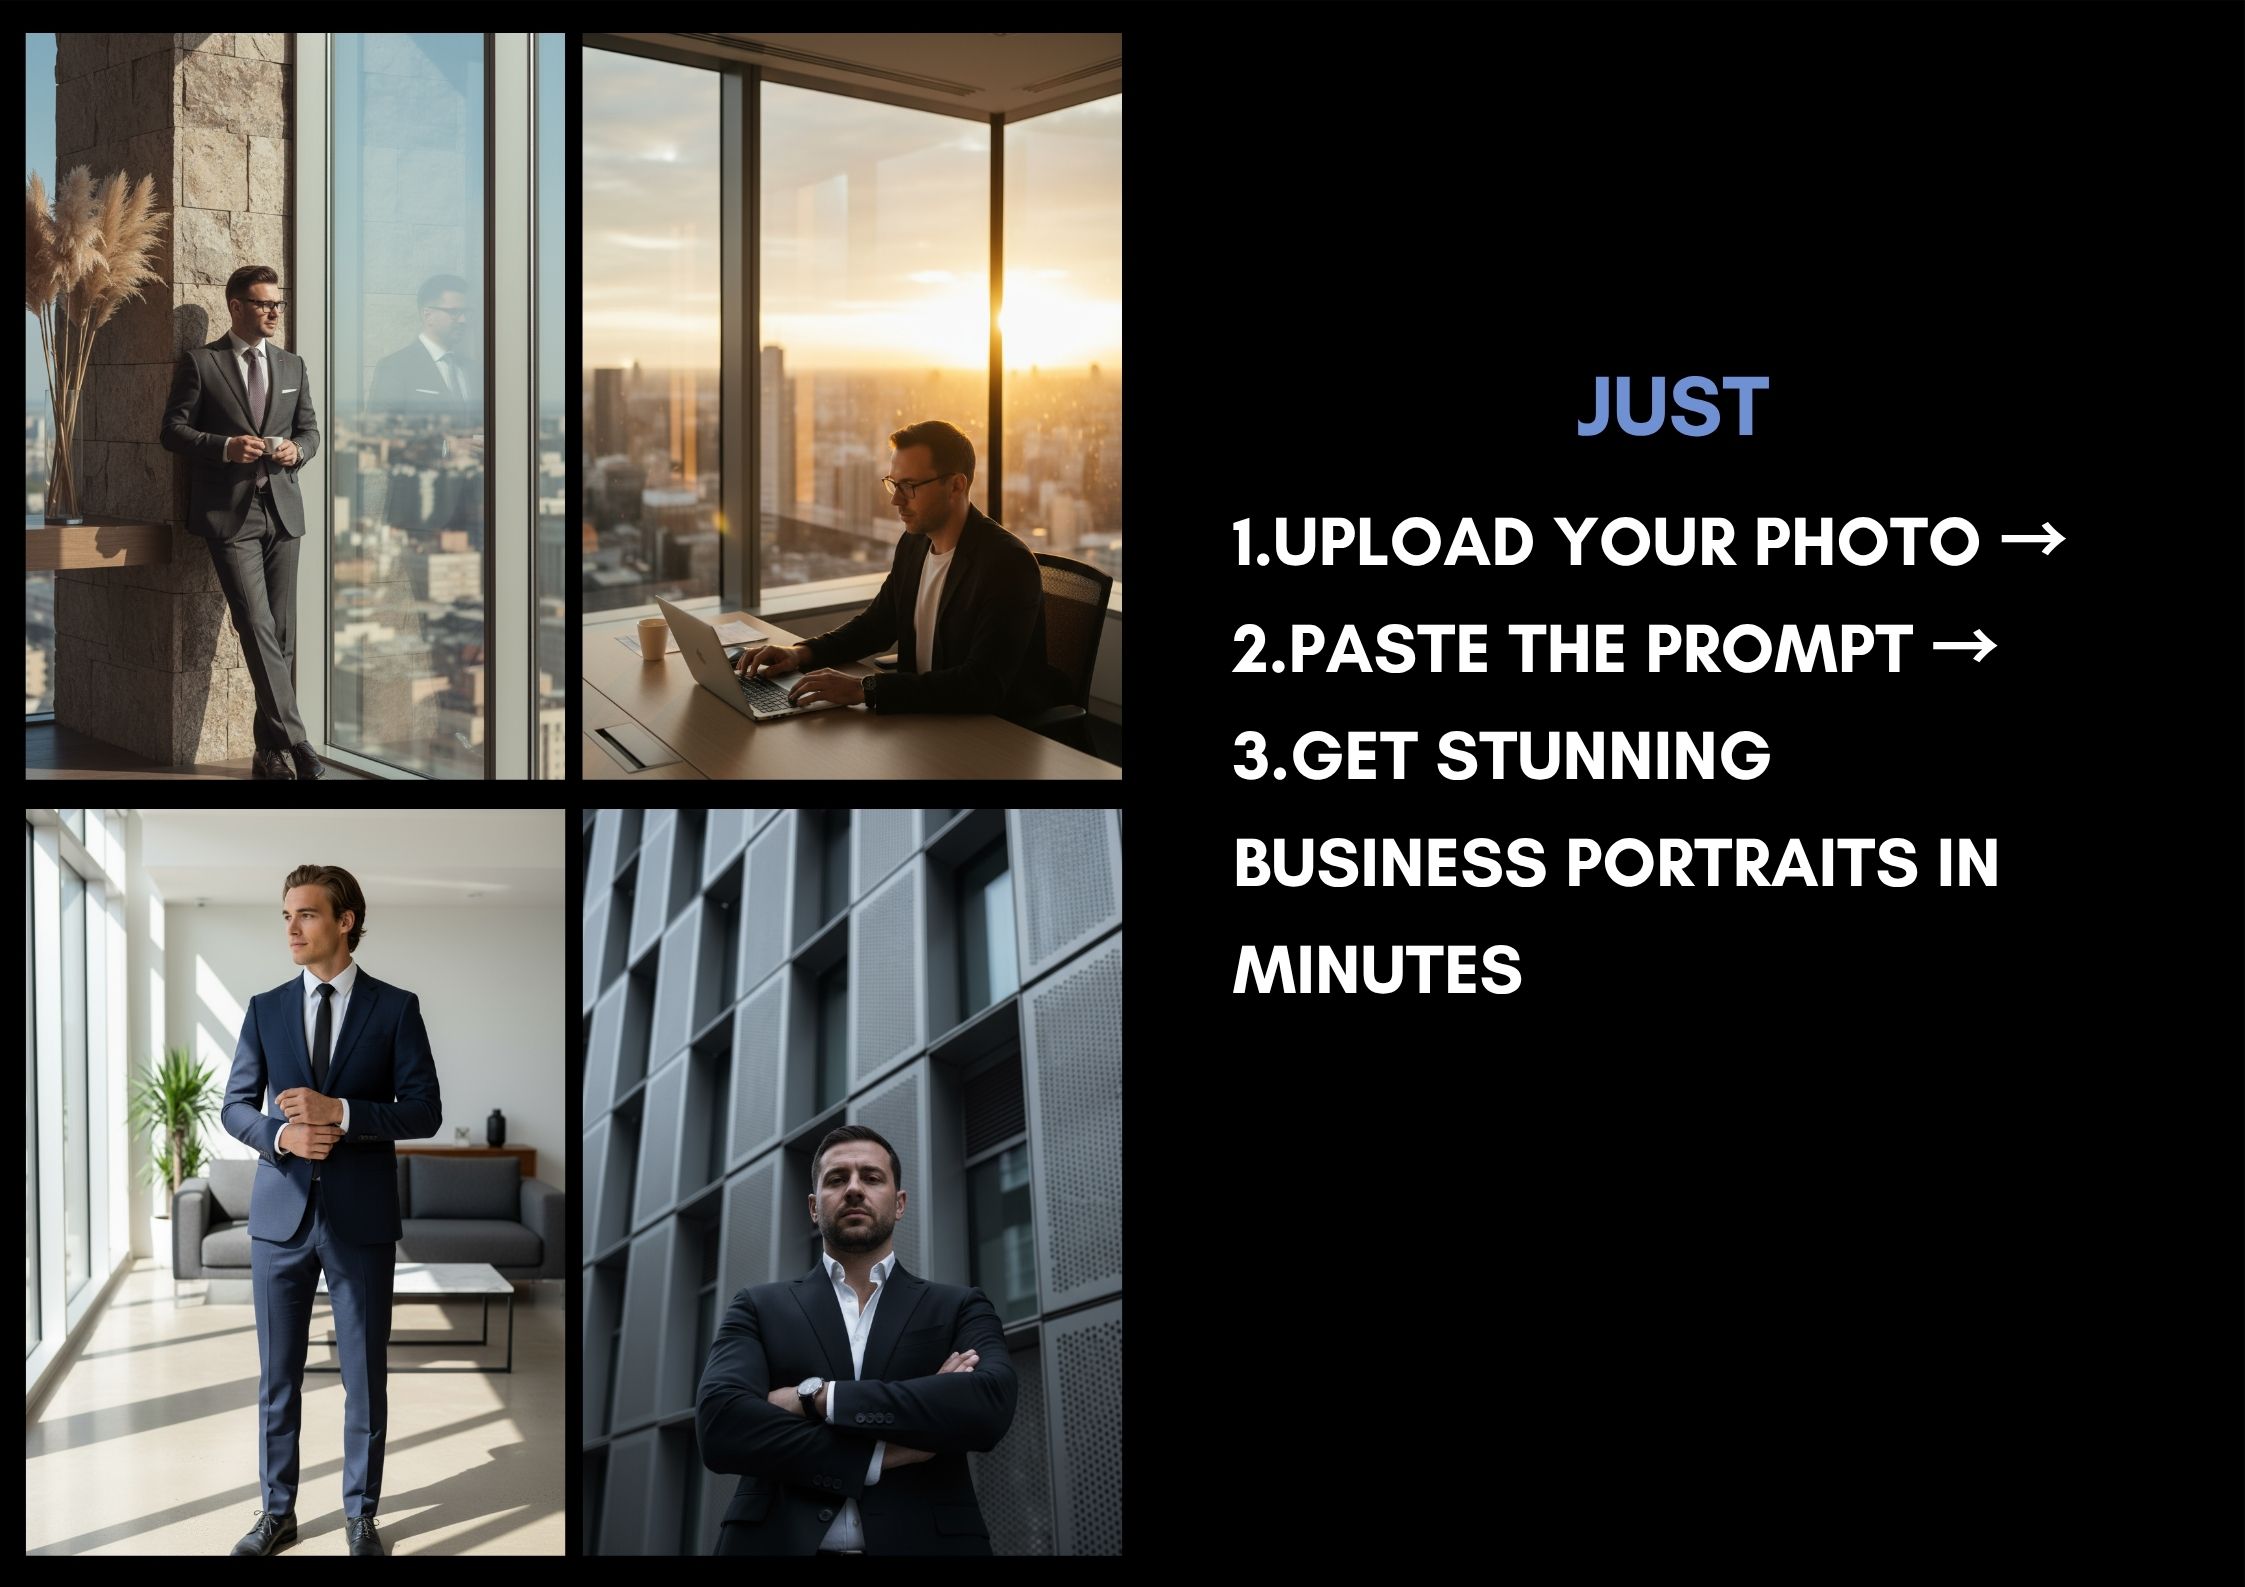 JUST
1.UPLOAD YOUR PHOTO →
2.PASTE THE PROMPT →
3.GET STUNNING
BUSINESS PORTRAITS IN
MINUTES